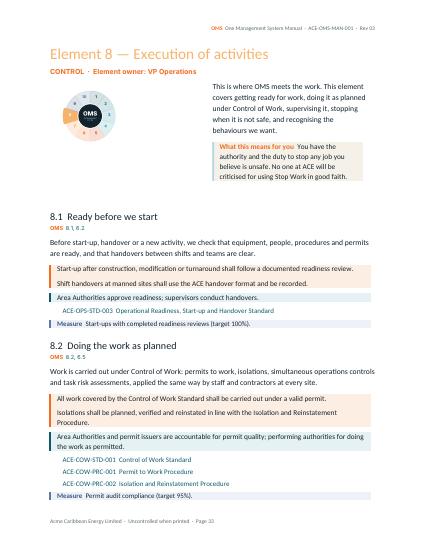 OMS One Management System Manual · ACE-OMS-MAN-001 · Rev 03
Element 8 — Execution of activities
CONTROL · Element owner: VP Operations
OMS
This is where OMS meets the work. This element
covers getting ready for work, doing it as planned
under Control of Work, supervising it, stopping
when it is not safe, and recognising the
behaviours we want.
What this means for you You have the
authority and the duty to stop any job you
believe is unsafe. No one at ACE will be
criticised for using Stop Work in good faith.
8.1 Ready before we start
OMS 8.1, 6.2
Before start-up, handover or a new activity, we check that equipment, people, procedures and permits
are ready, and that handovers between shifts and teams are clear.
Start-up after construction, modification or turnaround shall follow a documented readiness review.
Shift handovers at manned sites shall use the ACE handover format and be recorded.
Area Authorities approve readiness; supervisors conduct handovers.
ACE-OPS-STD-003 Operational Readiness, Start-up and Handover Standard
Measure Start-ups with completed readiness reviews (target 100%).
8.2 Doing the work as planned
OMS 8.2, 6.5
Work is carried out under Control of Work: permits to work, isolations, simultaneous operations controls
and task risk assessments, applied the same way by staff and contractors at every site.
All work covered by the Control of Work Standard shall be carried out under a valid permit.
Isolations shall be planned, verified and reinstated in line with the Isolation and Reinstatement
Procedure.
Area Authorities and permit issuers are accountable for permit quality; performing authorities for doing
the work as permitted.
ACE-COW-STD-001 Control of Work Standard
ACE-COW-PRC-001 Permit to Work Procedure
ACE-COW-PRC-002 Isolation and Reinstatement Procedure
Measure Permit audit compliance (target 95%).
Acme Caribbean Energy Limited · Uncontrolled when printed · Page 33